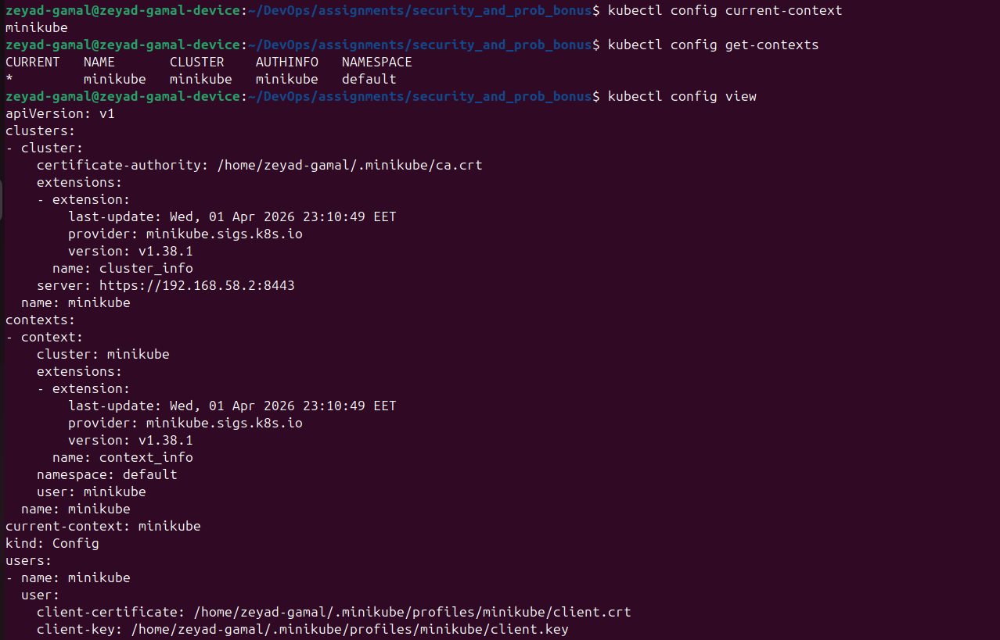 zeyad-gamal@zeyad-gamal-device:~/DevOps/assignments/security_and_prob_bonus$ kubectl config current-context
minikube
zeyad-gamal@zeyad-gamal-device:~/DevOps/assignments/security_and_prob_bonus$ kubectl config get-contexts
CURRENT   NAME       CLUSTER    AUTHINFO   NAMESPACE
*         minikube   minikube   minikube   default
zeyad-gamal@zeyad-gamal-device:~/DevOps/assignments/security_and_prob_bonus$ kubectl config view
apiVersion: v1
clusters:
- cluster:
    certificate-authority: /home/zeyad-gamal/.minikube/ca.crt
    extensions:
    - extension:
        last-update: Wed, 01 Apr 2026 23:10:49 EET
        provider: minikube.sigs.k8s.io
        version: v1.38.1
      name: cluster_info
    server: https://192.168.58.2:8443
  name: minikube
contexts:
- context:
    cluster: minikube
    extensions:
    - extension:
        last-update: Wed, 01 Apr 2026 23:10:49 EET
        provider: minikube.sigs.k8s.io
        version: v1.38.1
      name: context_info
    namespace: default
    user: minikube
  name: minikube
current-context: minikube
kind: Config
users:
- name: minikube
  user:
    client-certificate: /home/zeyad-gamal/.minikube/profiles/minikube/client.crt
    client-key: /home/zeyad-gamal/.minikube/profiles/minikube/client.key